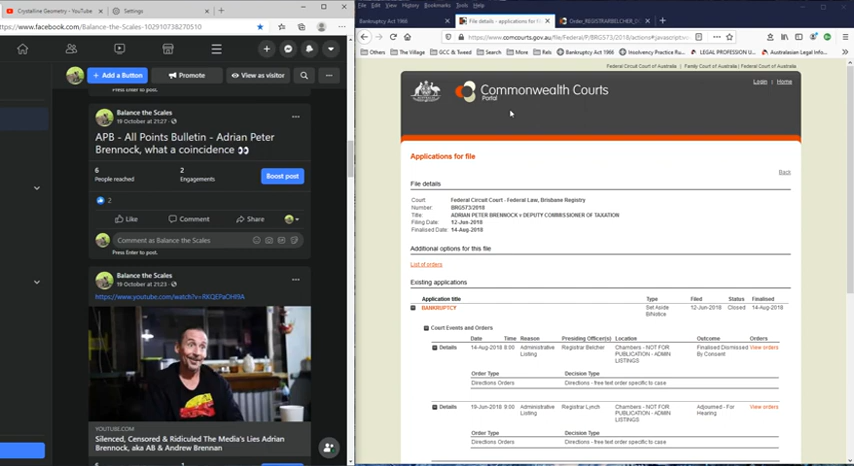 Crystalline Geometry - YouTube
Settings
https://www.facebook.com/Balance-the-Scales-102910738270510
+ Add a Button
Promote
View as visitor
Press Enter to post.
Balance the Scales
19 October at 21:27
APB - All Points Bulletin - Adrian Peter
Brennock, what a coincidence 👀
6
People reached
2
Engagements
Boost post
2
Like
Comment
Share
Comment as Balance the Scales
Press Enter to post.
Balance the Scales
19 October at 21:23
YOUTUBE.COM
Silenced, Censored & Ridiculed The Media's Lies Adrian
Brennock, aka AB & Andrew Brennan
File Edit View History Bookmarks Tools Help
Bankruptcy Act 1966
File details - applications for F
https://www.comcourts.gov.au/file/Federal/P/BRG573/2018/actions#javascript
Others
The Village
GCC & Tweed
Search
More
Rats
Bankruptcy Act 1966
Insolvency Practice Ru
LEGAL PROFESSION U
Australasian Legal Info
Federal Circuit Court of Australia | Family Court of Australia | Federal Court of Australia
Commonwealth Courts
Portal
Login | Home
Applications for file
Back
File details
Court: Federal Circuit Court - Federal Law, Brisbane Registry
Number: BRG573/2018
Title: ADRIAN PETER BRENNOCK v DEPUTY COMMISSIONER OF TAXATION
Filing Date: 12-Jun-2018
Finalised Date: 14-Aug-2018
Additional options for this file
List of orders
Existing applications
Application title Type Filed Status Finalised
BANKRUPTCY Set Aside B/Notice 12-Jun-2018 Closed 14-Aug-2018
Court Events and Orders
Date Time Reason Presiding Officer(s) Location Outcome Orders
Details 14-Aug-2018 8:00 Administrative Listing Registrar Belcher Chambers - NOT FOR PUBLICATION - ADMIN LISTINGS Finalised Dismissed By Consent View orders
Order Type Decision Type
Directions Orders Directions - free text order specific to case
Details 19-Jun-2018 9:00 Administrative Listing Registrar Lynch Chambers - NOT FOR PUBLICATION - ADMIN LISTINGS Adjourned - For Hearing View orders
Order Type Decision Type
Directions Orders Directions - free text order specific to case